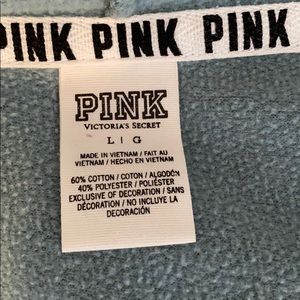 PINK PINK PINK
PINK
VICTORIA'S SECRET
L | G
MADE IN VIETNAM / FAIT AU
VIETNAM / HECHO EN VIETNAM
60% COTTON / COTON / ALGODÓN
40% POLYESTER / POLIÉSTER
EXCLUSIVE OF DECORATION / SANS
DÉCORATION / NO INCLUYE LA
DECORACIÓN